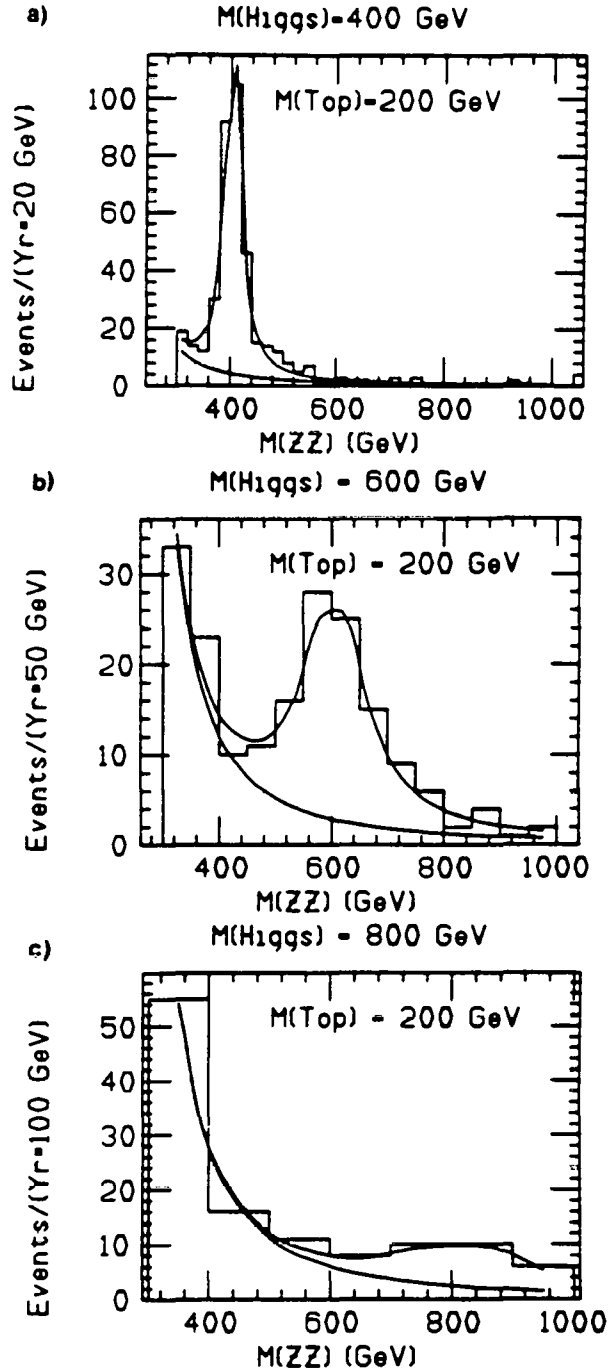 a)
M(Higgs)=400 GeV
M(Top)=200 GeV
Events/(Yr*20 GeV)
100
80
60
40
20
0
400 600 800 1000
M(ZZ) (GeV)
b)
M(Higgs) = 600 GeV
M(Top) = 200 GeV
Events/(Yr*50 GeV)
30
20
10
0
400 600 800 1000
M(ZZ) (GeV)
c)
M(Higgs) = 800 GeV
M(Top) = 200 GeV
Events/(Yr*100 GeV)
50
40
30
20
10
0
400 600 800 1000
M(ZZ) (GeV)